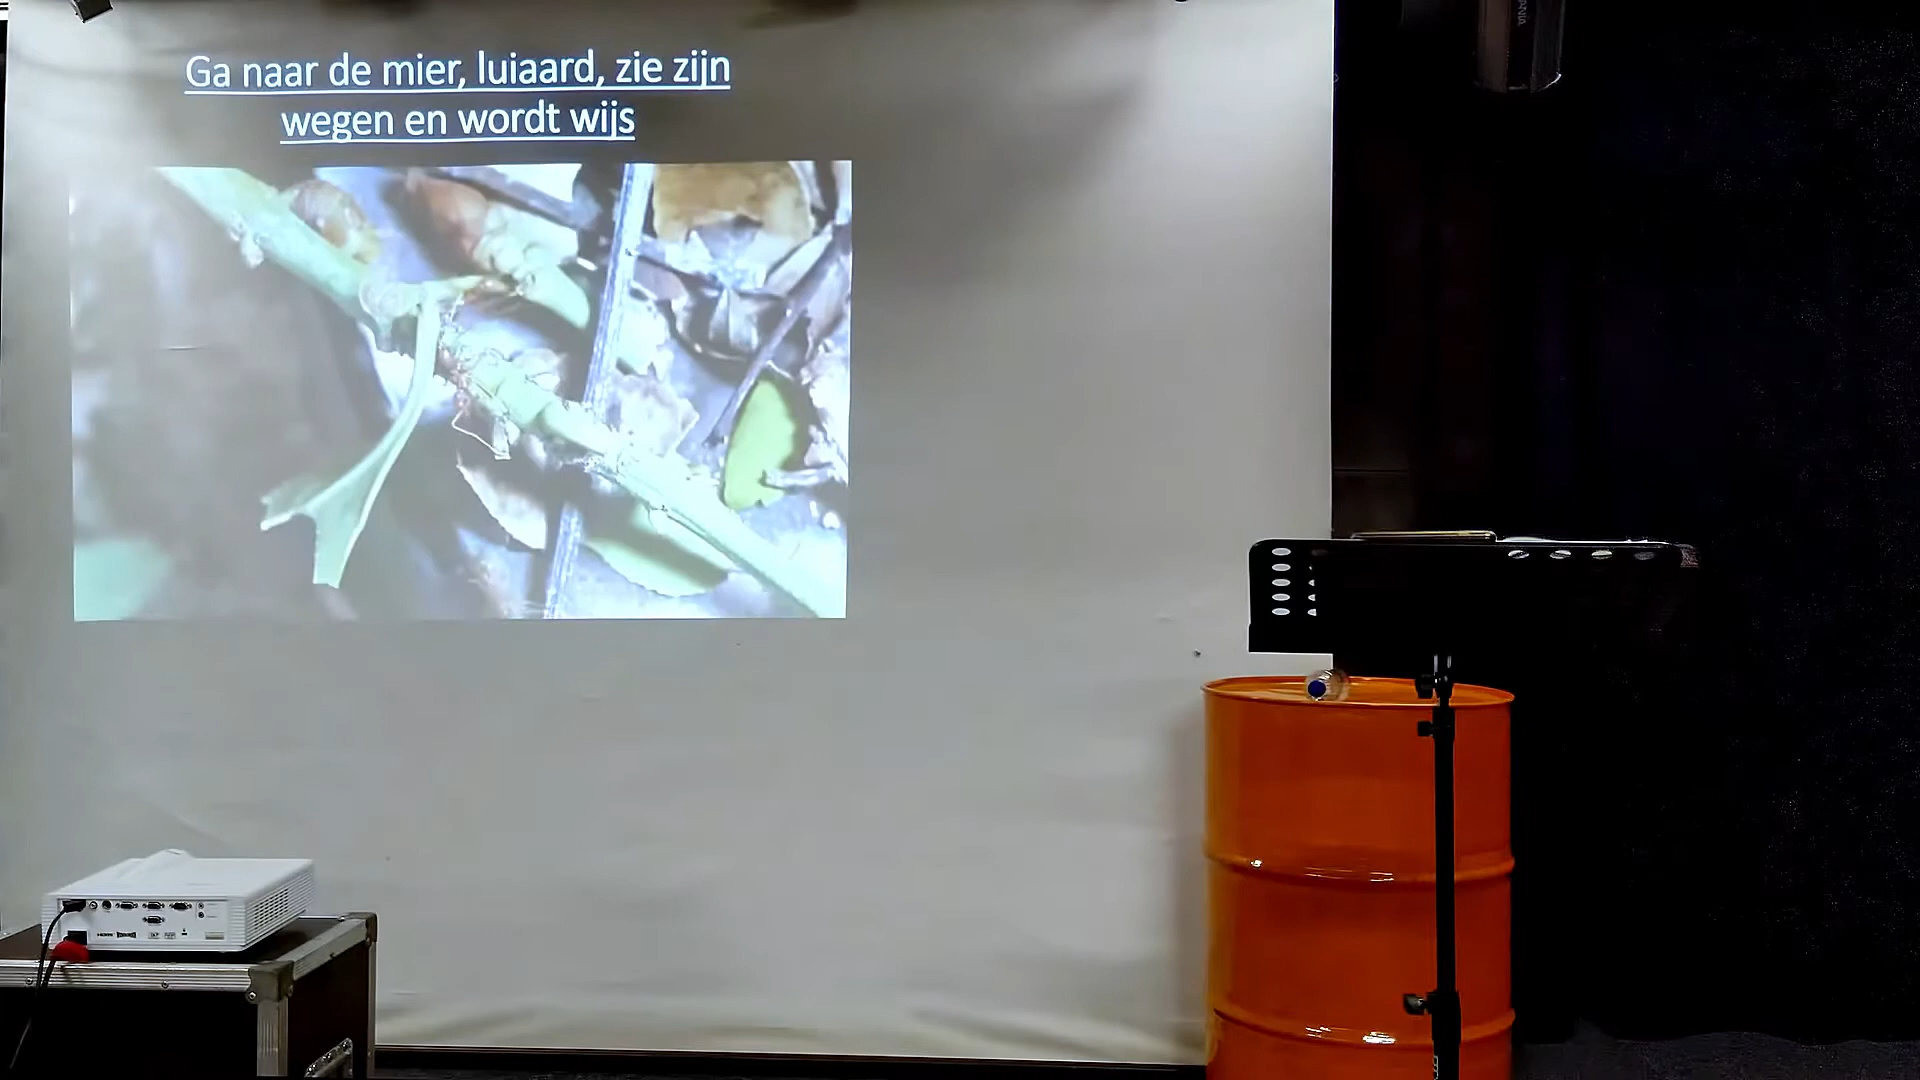 Ga naar de mier, luiaard, zie zijn
wegen en wordt wijs